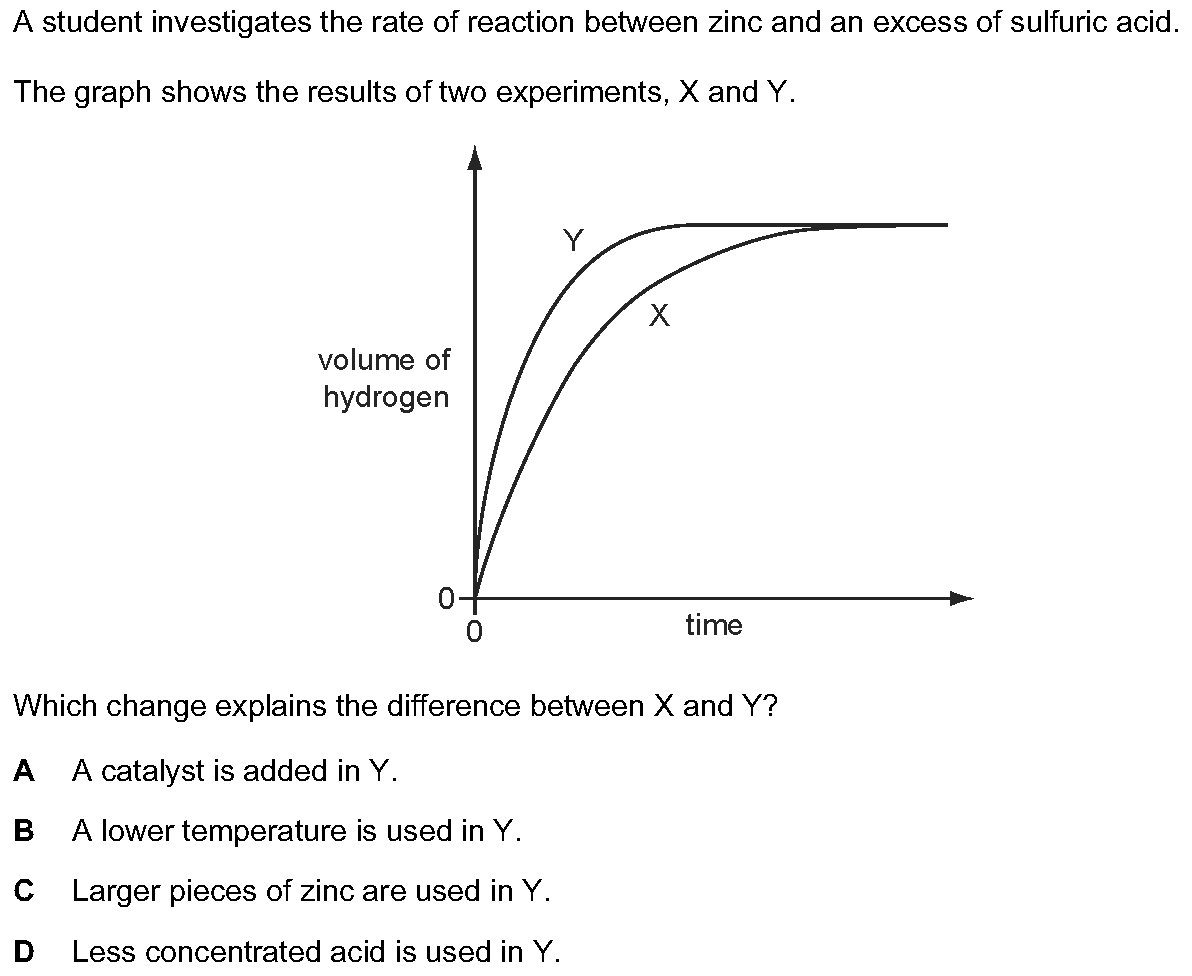 A student investigates the rate of reaction between zinc and an excess of sulfuric acid.
The graph shows the results of two experiments, X and Y.
Y
X
volume of
hydrogen
0
0
time
Which change explains the difference between X and Y?
A A catalyst is added in Y.
B A lower temperature is used in Y.
C Larger pieces of zinc are used in Y.
D Less concentrated acid is used in Y.